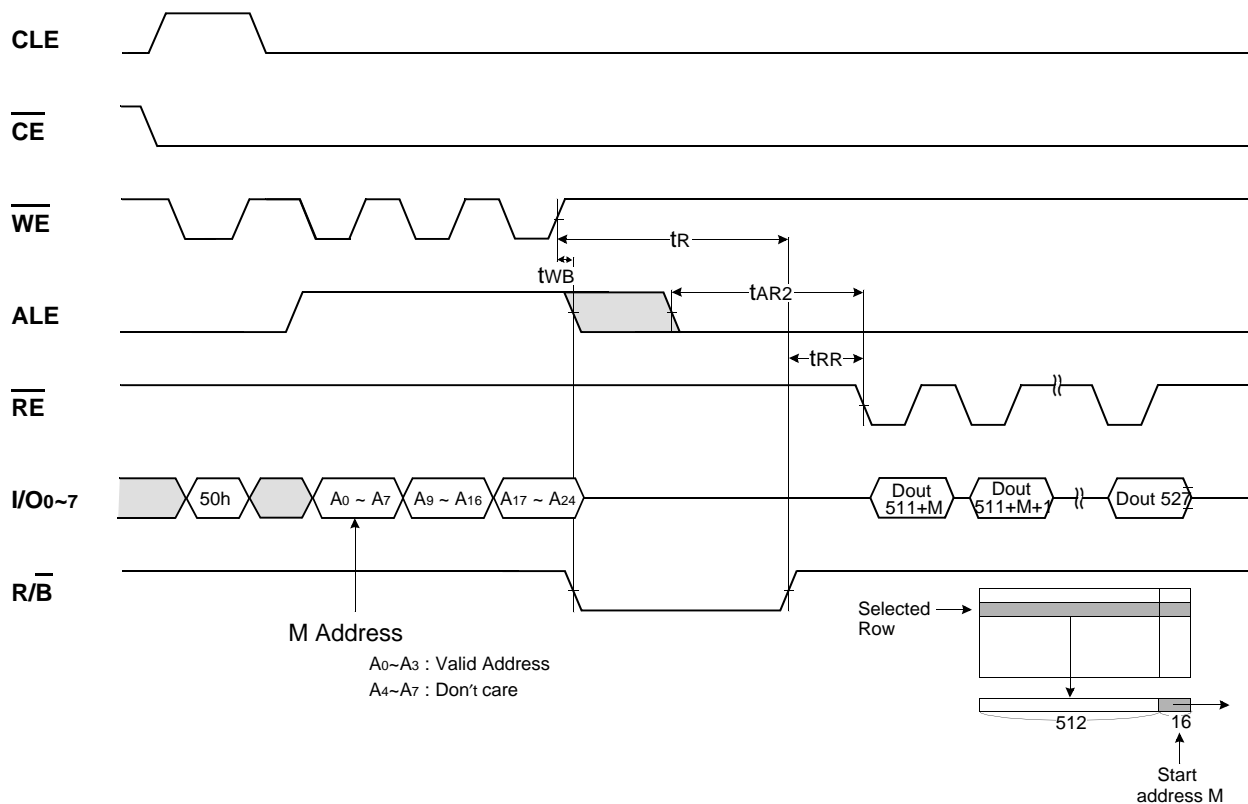 CLE
CE
WE
tR
tWB
ALE
tAR2
tRR
RE
I/O0~7
50h
A0 ~ A7
A9 ~ A16
A17 ~ A24
Dout
511+M
Dout
511+M+1
Dout 527
R/B
M Address
A0~A3 : Valid Address
A4~A7 : Don't care
Selected
Row
512
16
Start
address M